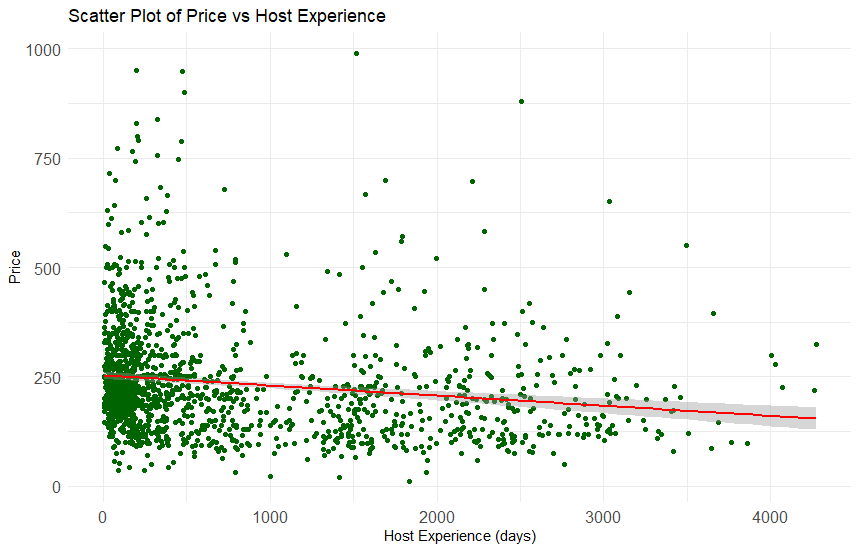 Scatter Plot of Price vs Host Experience
1000
750
500
250
0
Price
0 1000 2000 3000 4000
Host Experience (days)